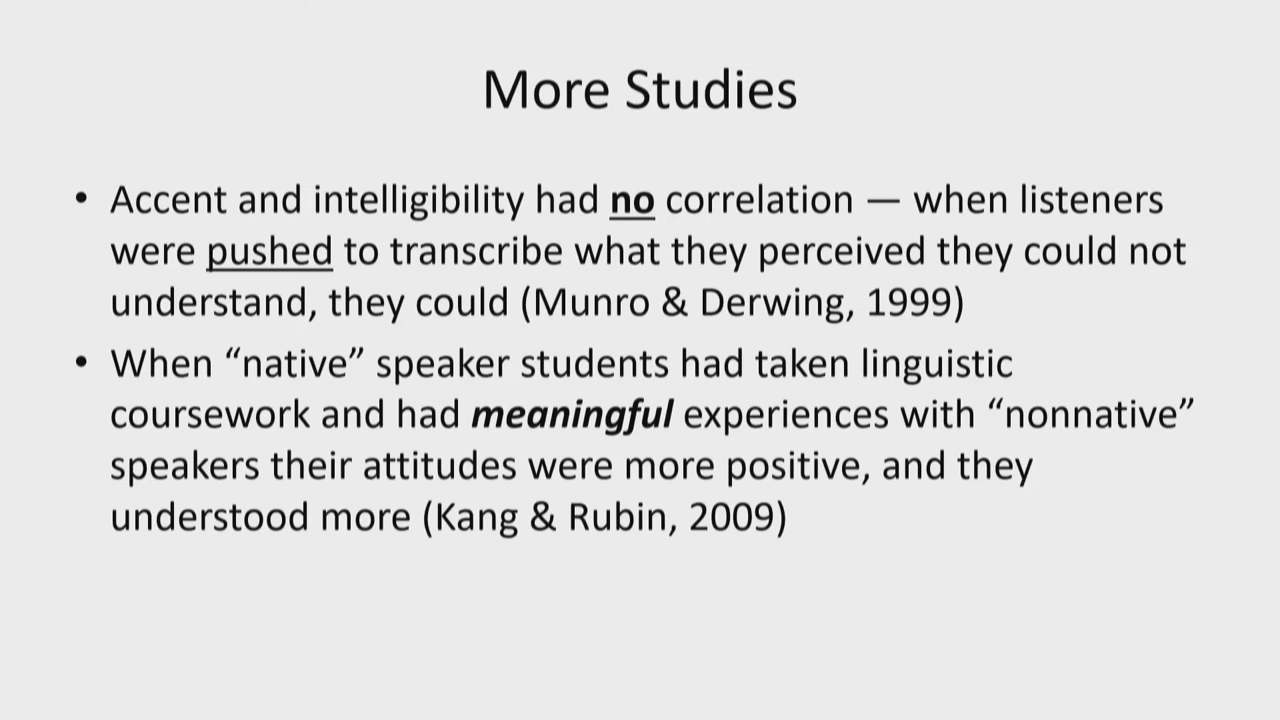 More Studies
• Accent and intelligibility had no correlation — when listeners
were pushed to transcribe what they perceived they could not
understand, they could (Munro & Derwing, 1999)
• When “native” speaker students had taken linguistic
coursework and had meaningful experiences with “nonnative”
speakers their attitudes were more positive, and they
understood more (Kang & Rubin, 2009)